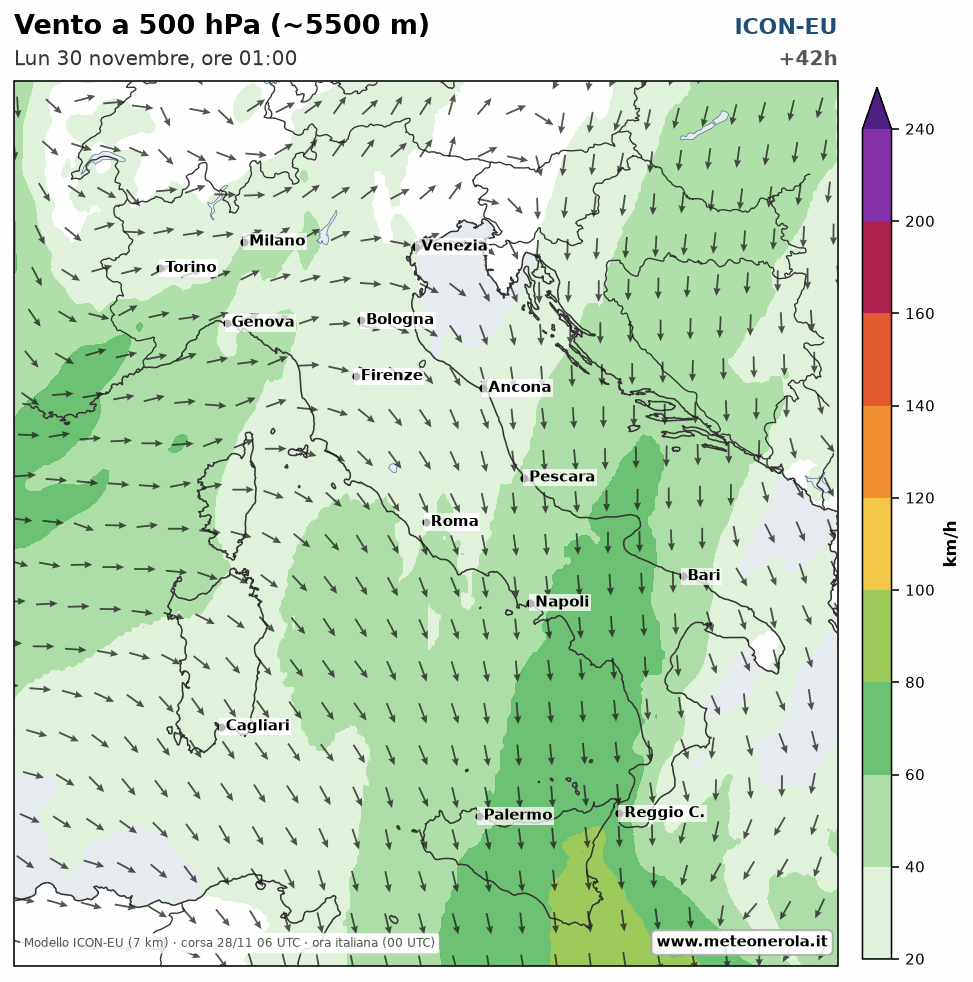 Vento a 500 hPa (~5500 m)
ICON-EU
Lun 30 novembre, ore 01:00
+42h
Milano
Venezia
Torino
Genova
Bologna
Firenze
Ancona
Pescara
Roma
Bari
Napoli
Cagliari
Palermo
Reggio C.
Modello ICON-EU (7 km) · corsa 28/11 06 UTC · ora italiana (00 UTC)
www.meteonerola.it
240
200
160
140
120
100
80
60
40
20
km/h